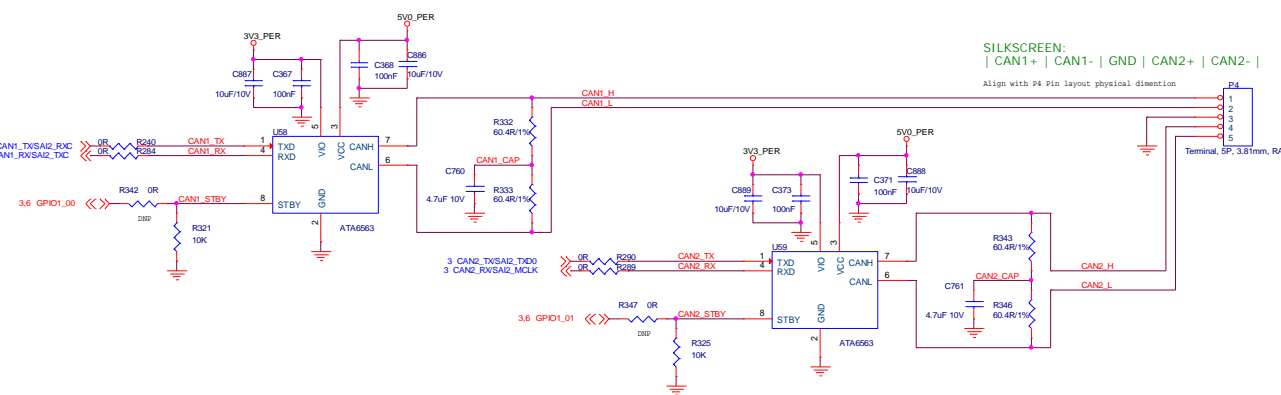 5V0_PER
3V3_PER
C887
10uF/10V
C367
100nF
C368
100nF
C886
10uF/10V
SILKSCREEN:
| CAN1+ | CAN1- | GND | CAN2+ | CAN2- |
Align with P4 Pin layout physical dimention
P4
1
2
3
4
5
Terminal, 5P, 3.81mm, RA
CAN1_H
CAN1_L
U58
5
3
CAN1_TX/SAI2_RXC
0R
R240
CAN1_TX
1
TXD
VIO
VCC
CANH
7
AN1_RX/SAI2_TXC
0R
R284
CAN1_RX
4
RXD
CANL
6
3,6 GPIO1_00
R342 0R
DNP
CAN1_STBY
8
STBY
GND
2
ATA6563
R321
10K
R332
60.4R/1%
CAN1_CAP
C760
4.7uF 10V
R333
60.4R/1%
5V0_PER
3V3_PER
C889
10uF/10V
C373
100nF
C371
100nF
C888
10uF/10V
U59
5
3
3 CAN2_TX/SAI2_TXD0
0R
R290
CAN2_TX
1
TXD
VIO
VCC
CANH
7
3 CAN2_RX/SAI2_MCLK
0R
R289
CAN2_RX
4
RXD
CANL
6
3,6 GPIO1_01
R347 0R
DNP
CAN2_STBY
8
STBY
GND
2
ATA6563
R325
10K
R343
60.4R/1%
CAN2_H
CAN2_CAP
CAN2_L
C761
4.7uF 10V
R346
60.4R/1%